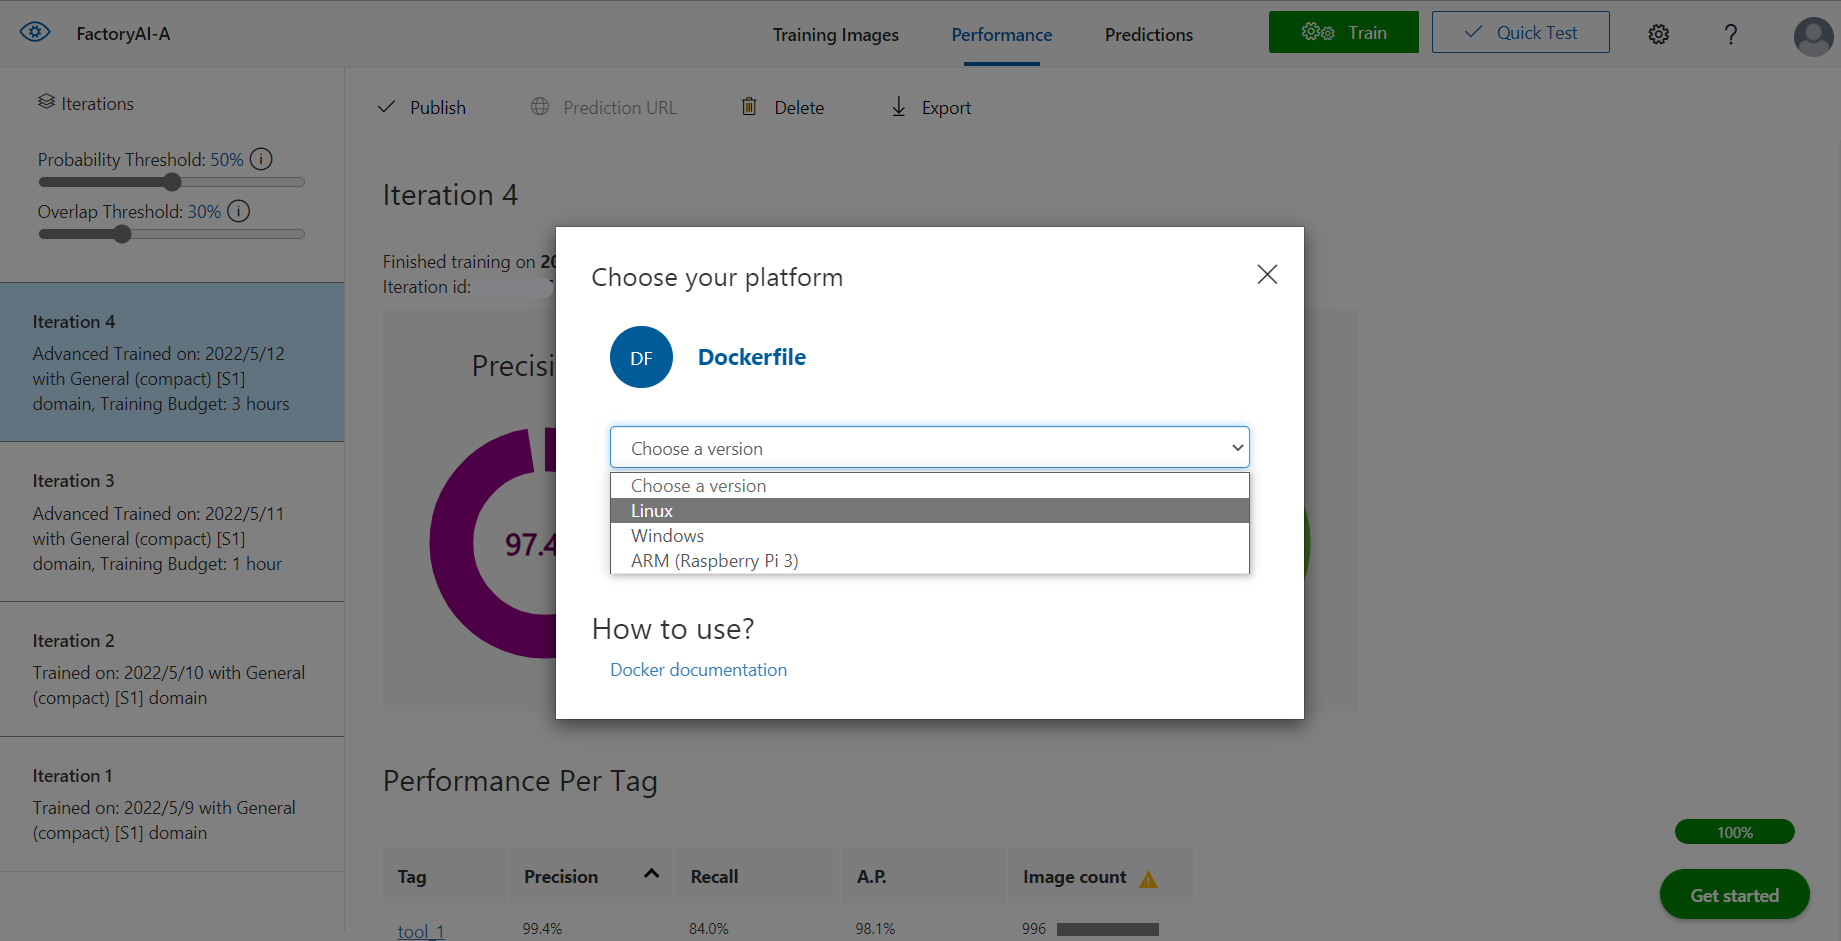 FactoryAI-A
Training Images
Performance
Predictions
Train
Quick Test
?
Iterations
Probability Threshold: 50%
Overlap Threshold: 30%
Iteration 4
Advanced Trained on: 2022/5/12
with General (compact) [S1]
domain, Training Budget: 3 hours
Iteration 3
Advanced Trained on: 2022/5/11
with General (compact) [S1]
domain, Training Budget: 1 hour
Iteration 2
Trained on: 2022/5/10 with General
(compact) [S1] domain
Iteration 1
Trained on: 2022/5/9 with General
(compact) [S1] domain
Publish
Prediction URL
Delete
Export
Iteration 4
Finished training on
Iteration id:
97.4
Choose your platform
DF
Dockerfile
Choose a version
Choose a version
Linux
Windows
ARM (Raspberry Pi 3)
How to use?
Docker documentation
Performance Per Tag
Tag Precision Recall A.P. Image count
tool_1 99.4% 84.0% 98.1% 996
100%
Get started